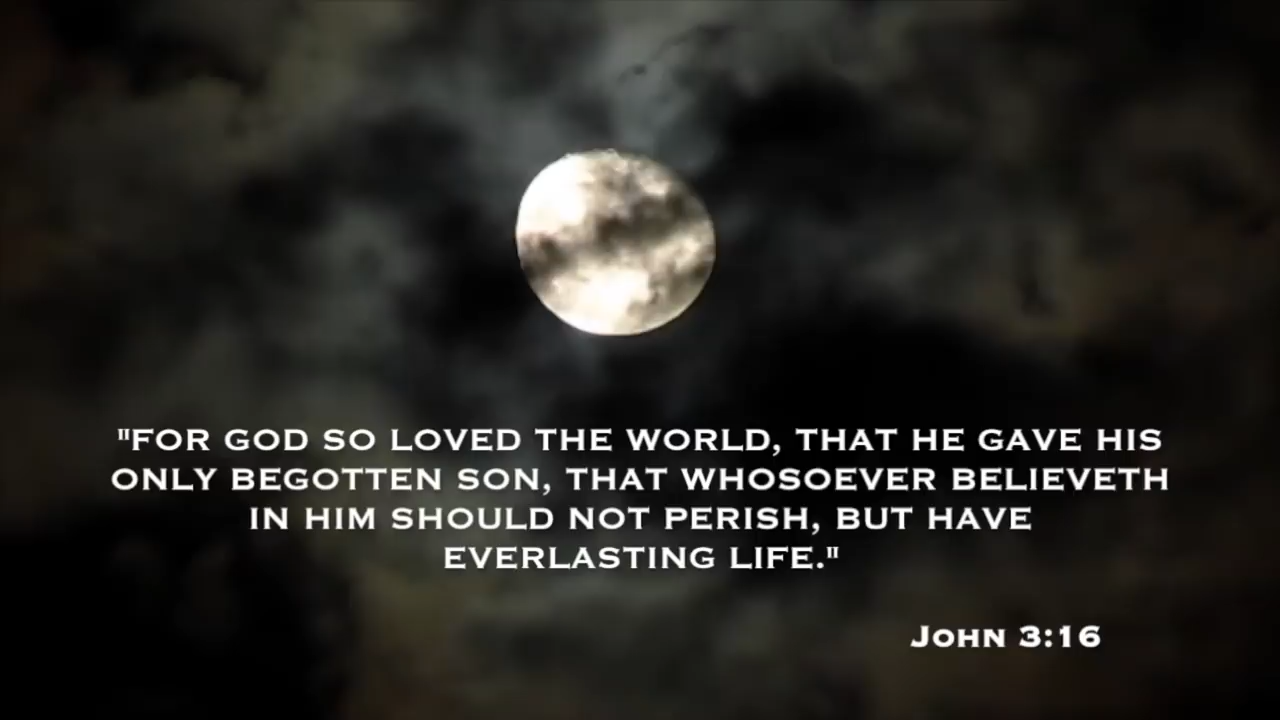 "FOR GOD SO LOVED THE WORLD, THAT HE GAVE HIS
ONLY BEGOTTEN SON, THAT WHOSOEVER BELIEVETH
IN HIM SHOULD NOT PERISH, BUT HAVE
EVERLASTING LIFE."
JOHN 3:16